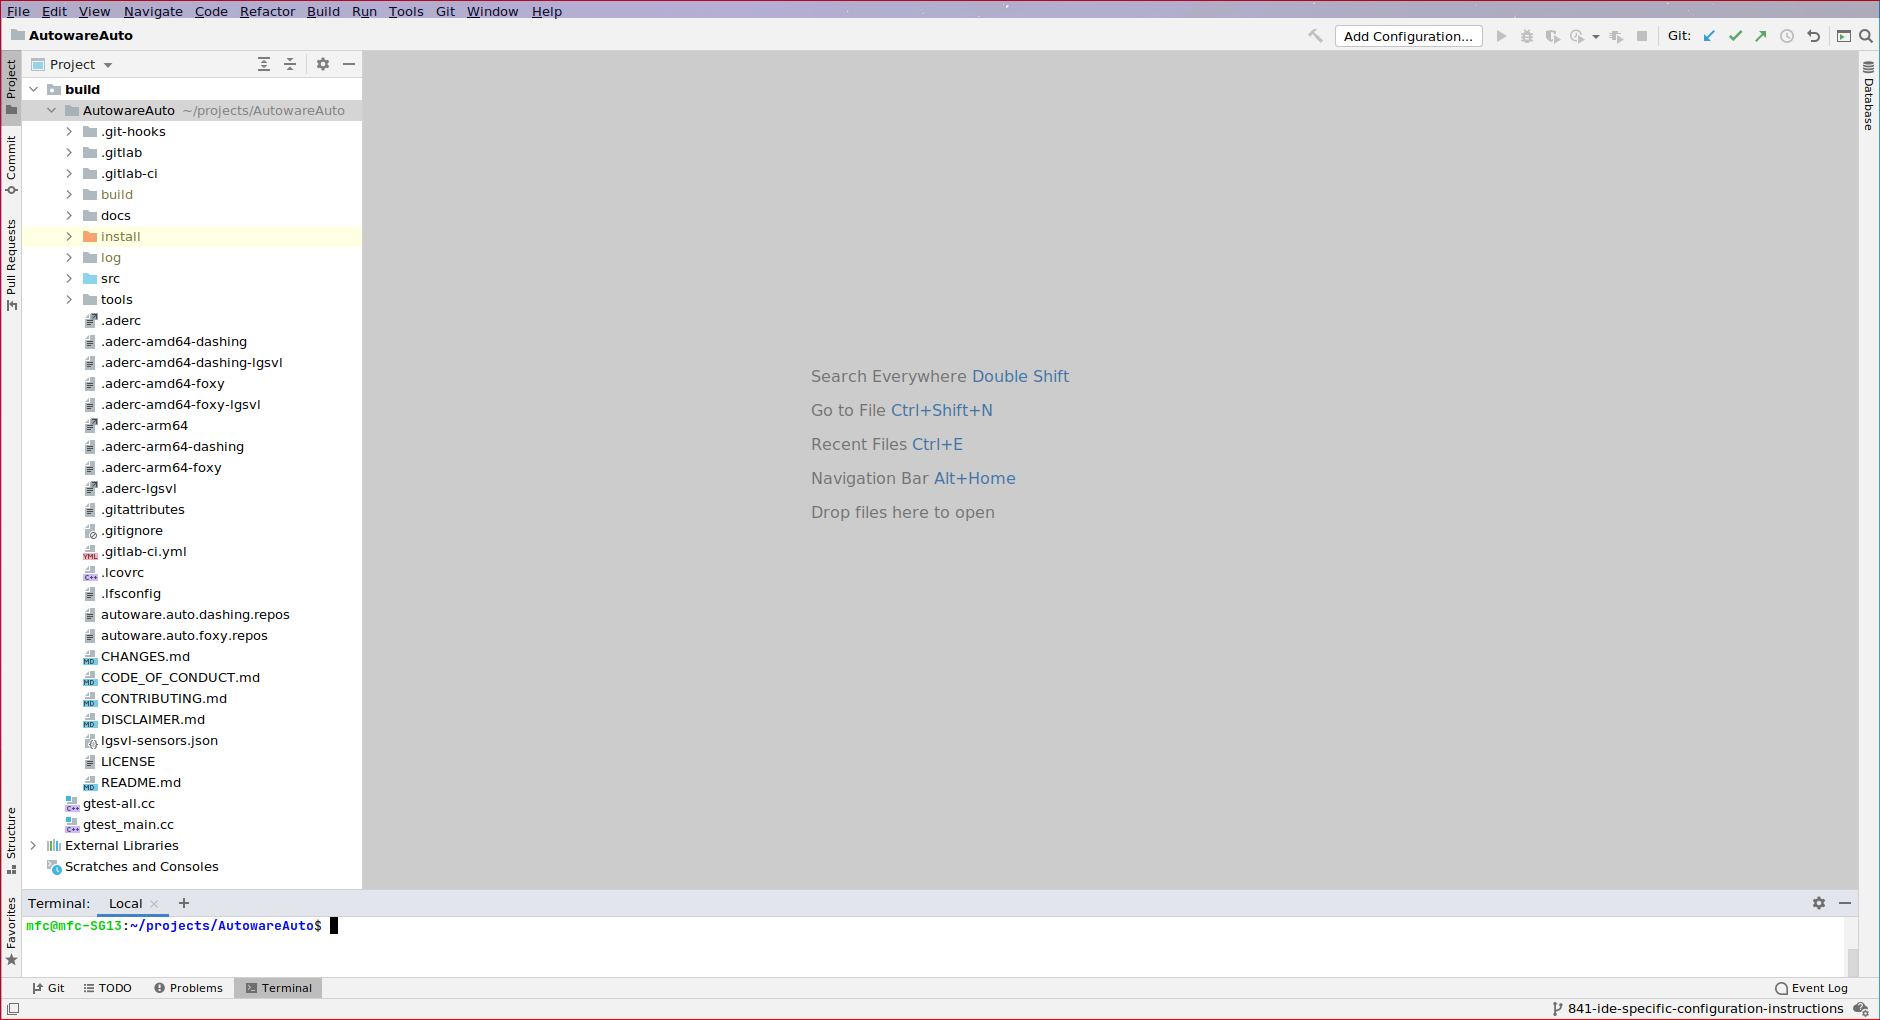 File Edit View Navigate Code Refactor Build Run Tools Git Window Help
AutowareAuto
Add Configuration...
Git:
Project
Project
Commit
Pull Requests
Structure
Favorites
Database
build
AutowareAuto ~/projects/AutowareAuto
.git-hooks
.gitlab
.gitlab-ci
build
docs
install
log
src
tools
.aderc
.aderc-amd64-dashing
.aderc-amd64-dashing-lgsvl
.aderc-amd64-foxy
.aderc-amd64-foxy-lgsvl
.aderc-arm64
.aderc-arm64-dashing
.aderc-arm64-foxy
.aderc-lgsvl
.gitattributes
.gitignore
YML .gitlab-ci.yml
C++ .lcovrc
.lfsconfig
autoware.auto.dashing.repos
autoware.auto.foxy.repos
MD CHANGES.md
MD CODE_OF_CONDUCT.md
MD CONTRIBUTING.md
MD DISCLAIMER.md
lgsvl-sensors.json
LICENSE
MD README.md
C++ gtest-all.cc
C++ gtest_main.cc
External Libraries
Scratches and Consoles
Search Everywhere Double Shift
Go to File Ctrl+Shift+N
Recent Files Ctrl+E
Navigation Bar Alt+Home
Drop files here to open
Terminal: Local
mfc@mfc-SG13:~/projects/AutowareAuto$
Git TODO Problems Terminal
Event Log
841-ide-specific-configuration-instructions